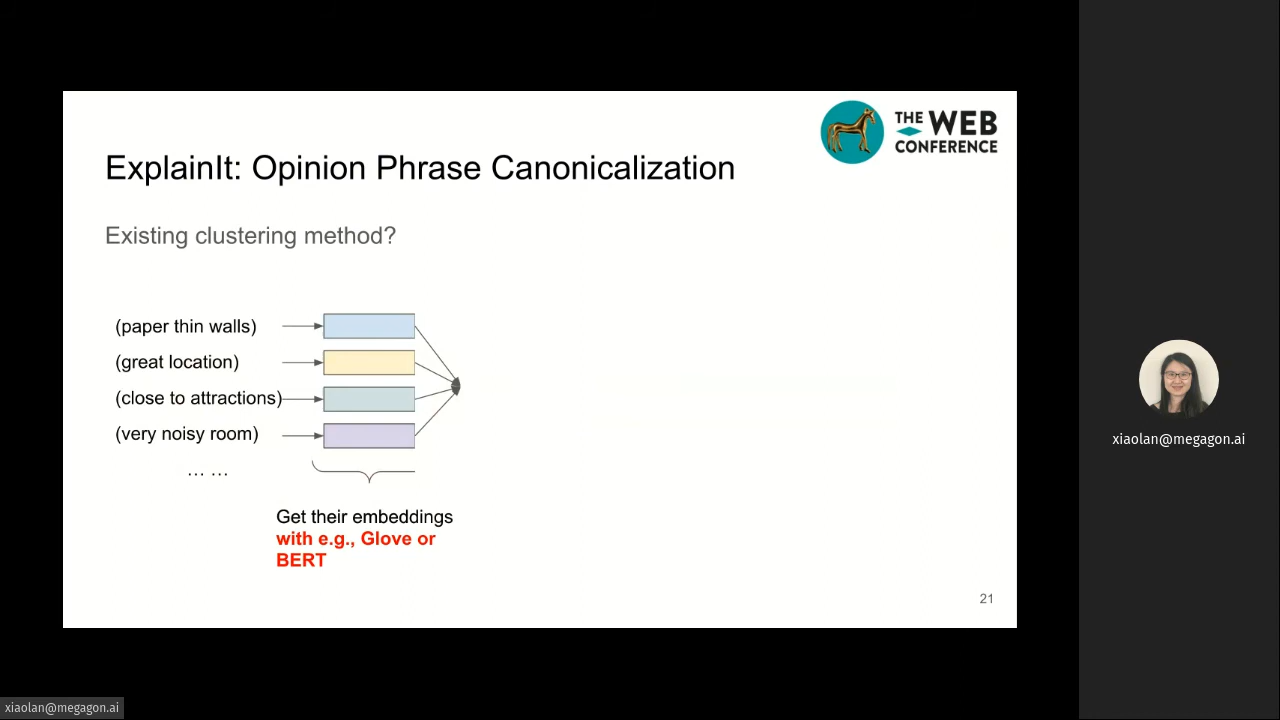 THE WEB
CONFERENCE
ExplainIt: Opinion Phrase Canonicalization
Existing clustering method?
(paper thin walls)
(great location)
(close to attractions)
(very noisy room)
... ...
Get their embeddings
with e.g., Glove or
BERT
21
xiaolan@megagon.ai
xiaolan@megagon.ai